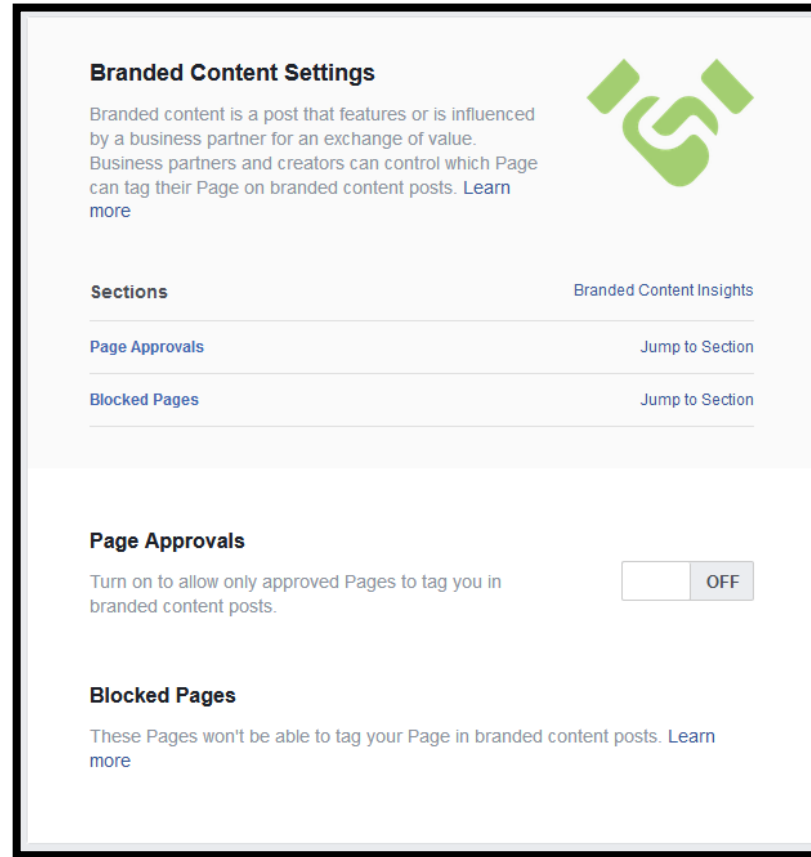 Branded Content Settings
Branded content is a post that features or is influenced
by a business partner for an exchange of value.
Business partners and creators can control which Page
can tag their Page on branded content posts. Learn
more
Sections
Branded Content Insights
Page Approvals
Jump to Section
Blocked Pages
Jump to Section
Page Approvals
Turn on to allow only approved Pages to tag you in
branded content posts.
OFF
Blocked Pages
These Pages won't be able to tag your Page in branded content posts. Learn
more